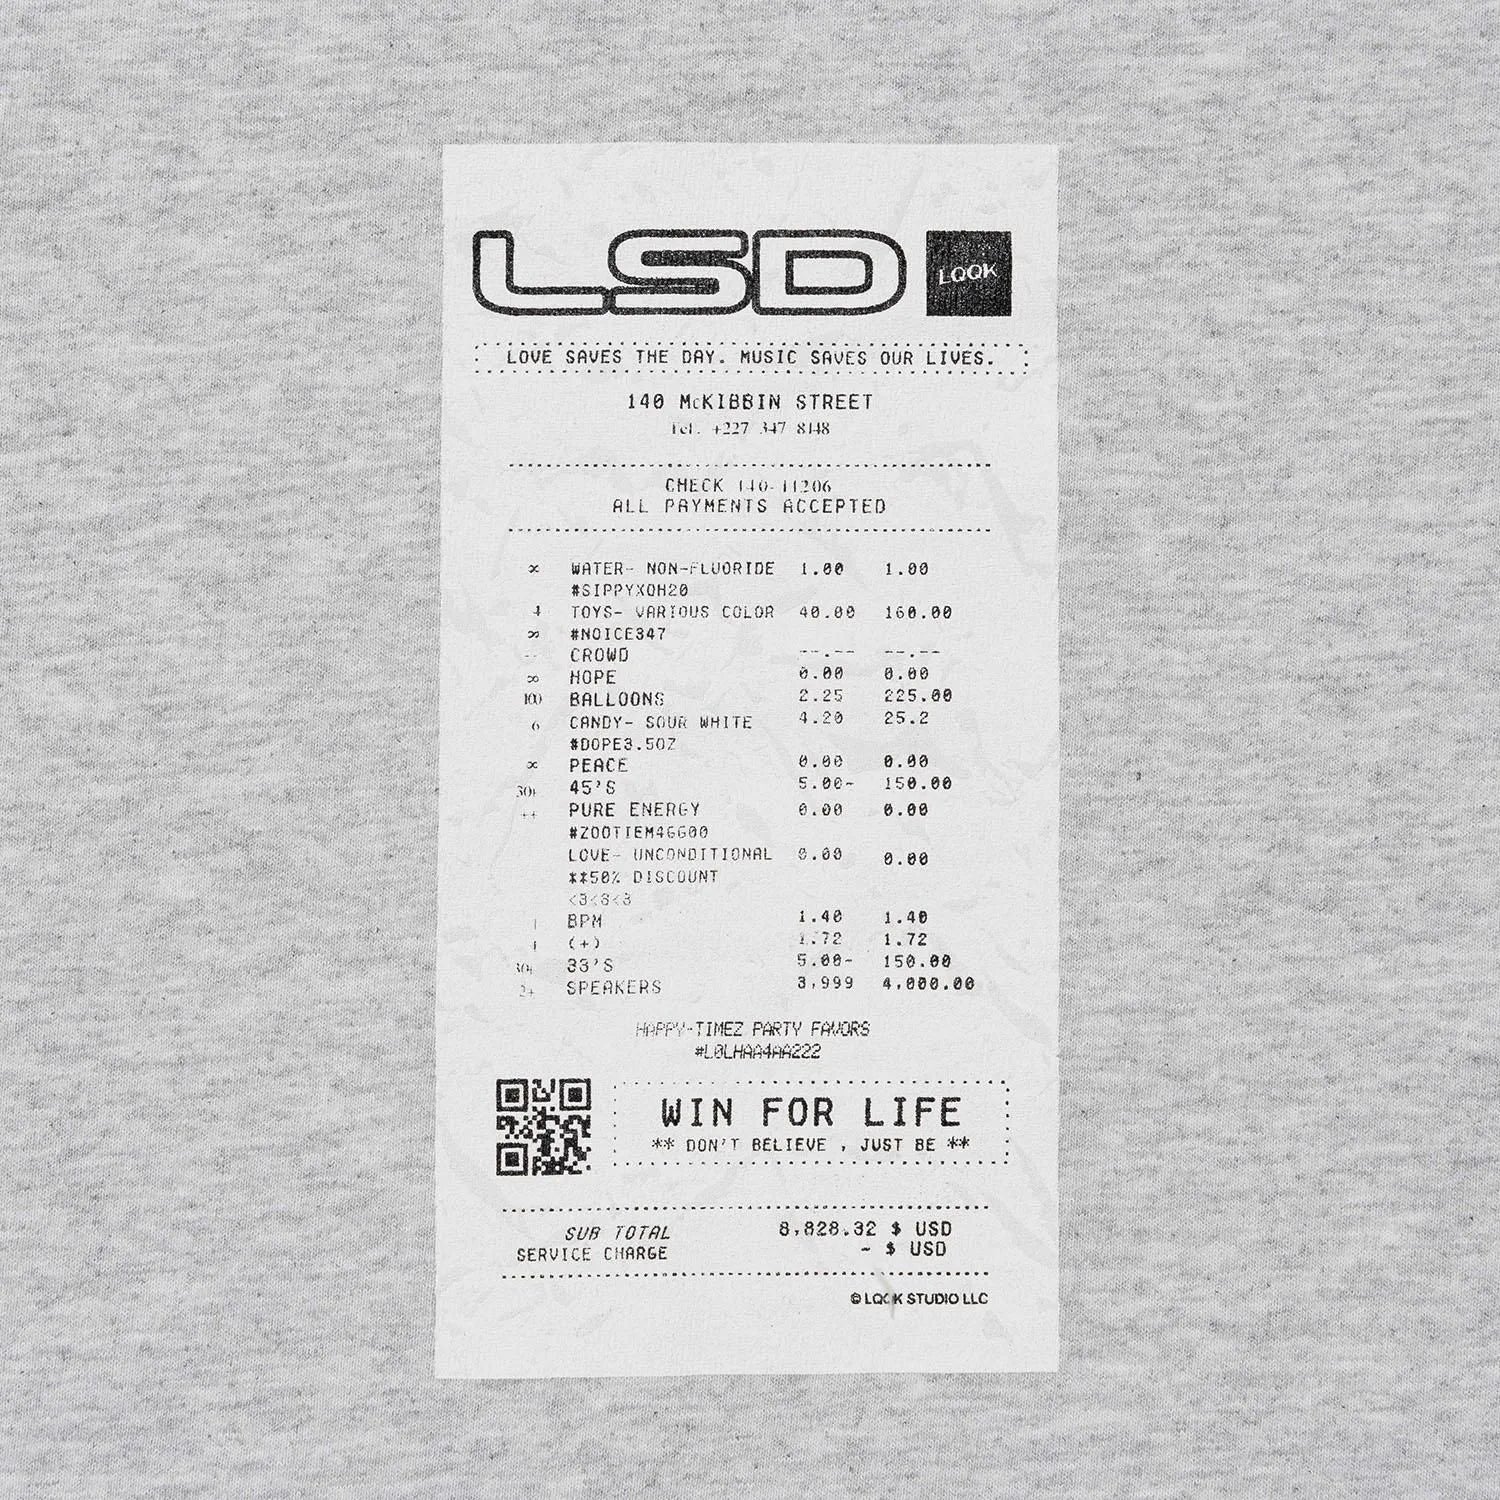 LSD LQQK
LOVE SAVES THE DAY. MUSIC SAVES OUR LIVES.
140 McKIBBIN STREET
Tel. +227 347 8148
CHECK 140-11206
ALL PAYMENTS ACCEPTED
∝ WATER- NON-FLUORIDE 1.00 1.00
#SIPPYXOH20
4 TOYS- VARIOUS COLOR 40.00 160.00
∞ #NOICE347
-- CROWD --.-- --.--
∞ HOPE 0.00 0.00
100 BALLOONS 2.25 225.00
6 CANDY- SOUR WHITE 4.20 25.2
#DOPE3.5OZ
∝ PEACE 0.00 0.00
30+ 45'S 5.00- 150.00
++ PURE ENERGY 0.00 0.00
#ZOOTIEM46G00
LOVE- UNCONDITIONAL 0.00 0.00
**50% DISCOUNT
<3<3<3
1 BPM 1.40 1.40
1 (+) 1.72 1.72
30+ 33'S 5.00- 150.00
2+ SPEAKERS 3,999 4,000.00
HAPPY-TIMEZ PARTY FAVORS
#L0LHAA4AA222
WIN FOR LIFE
** DON'T BELIEVE , JUST BE **
SUB TOTAL 8,828.32 $ USD
SERVICE CHARGE - $ USD
© LQQK STUDIO LLC